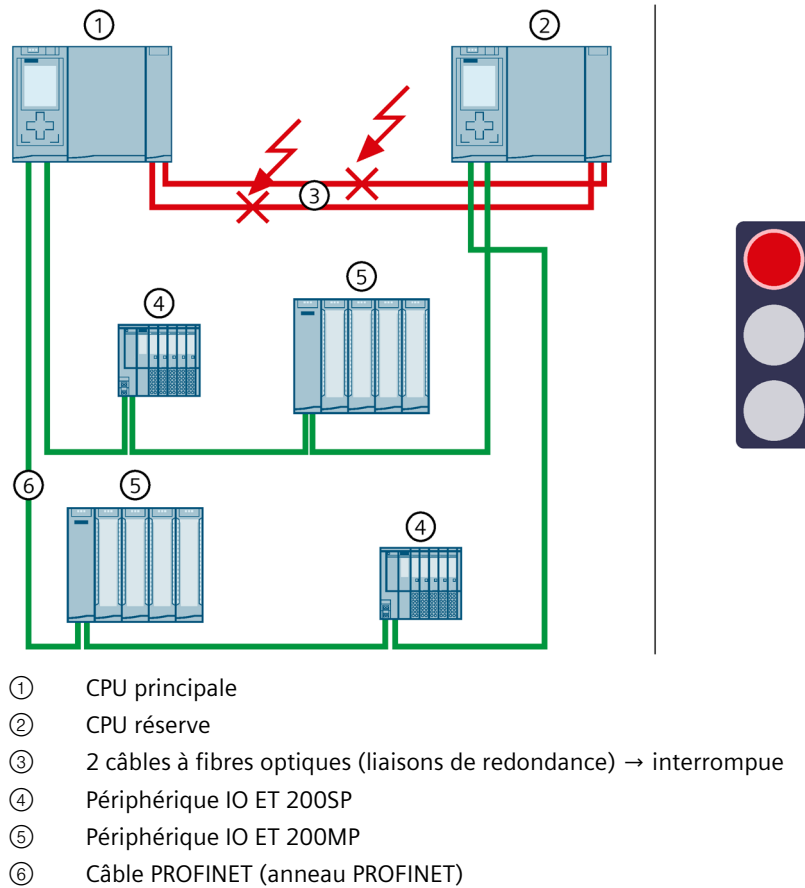 ① ②
③
④ ⑤
⑥ ⑤
④
① CPU principale
② CPU réserve
③ 2 câbles à fibres optiques (liaisons de redondance) → interrompue
④ Périphérique IO ET 200SP
⑤ Périphérique IO ET 200MP
⑥ Câble PROFINET (anneau PROFINET)